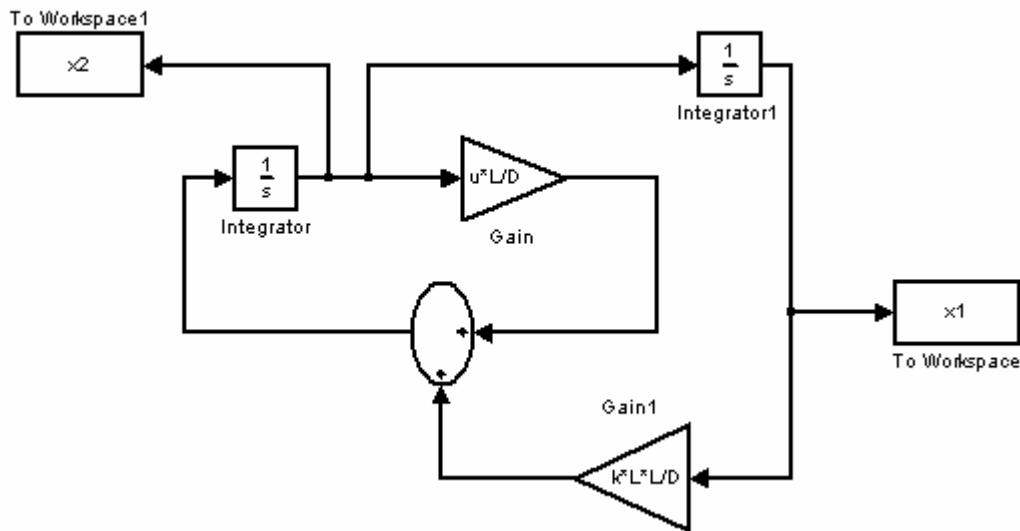 To Workspace1
x2
1
s
Integrator1
1
s
Integrator
u*L/D
Gain
+
+
x1
To Workspace
Gain1
k*L*L/D